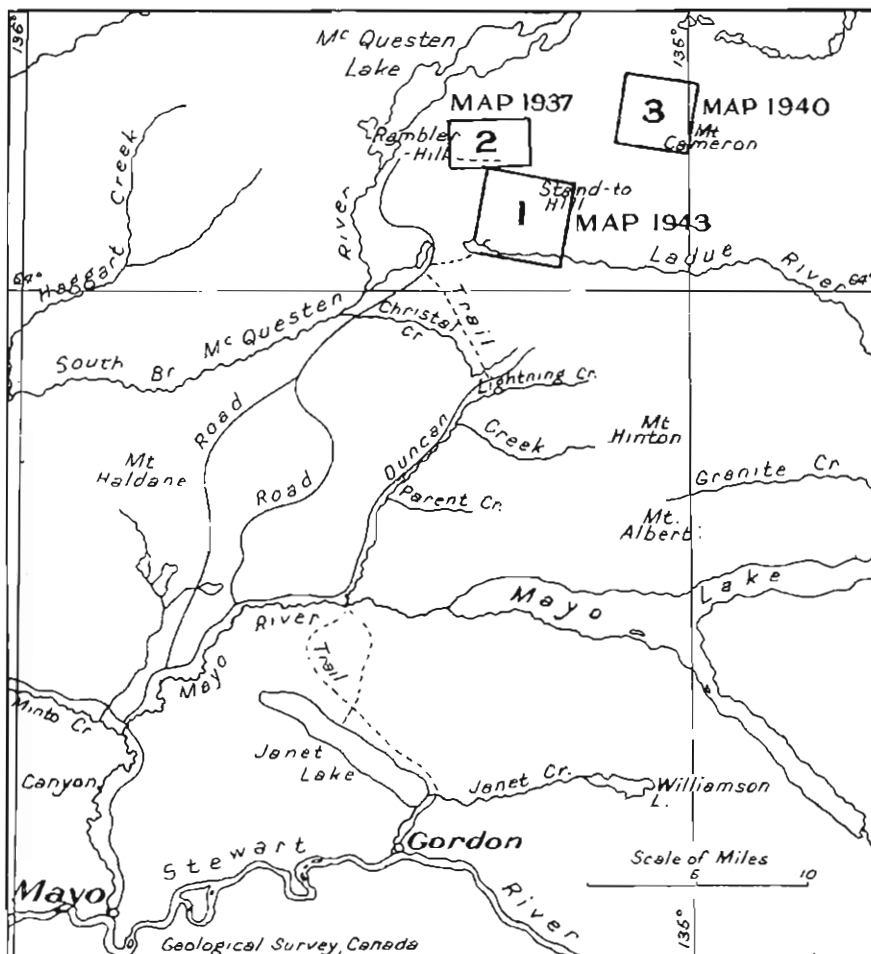 136°
Mc Questen
Lake
135°
MAP 1937
3
MAP 1940
Mt
Cameron
Rambler
Hill
2
Creek
Stand-to
Hill
1
MAP 1943
River
Ladue
River
64°
Haggart
64°
Mc Questen
Christal
Cr
Trail
South
Br
Lightning Cr.
Road
Duncan
Creek
Mt
Hinton
Mt
Haldane
Road
Granite Cr
Parent Cr.
Mt.
Albert
Mayo
Lake
River
Trail
Mayo
Minto Cr
Janet
Lake
Canyon
Janet Cr.
Williamson
L.
Gordon
Stewart
River
Scale of Miles
5 10
Mayo
135°
Geological Survey, Canada